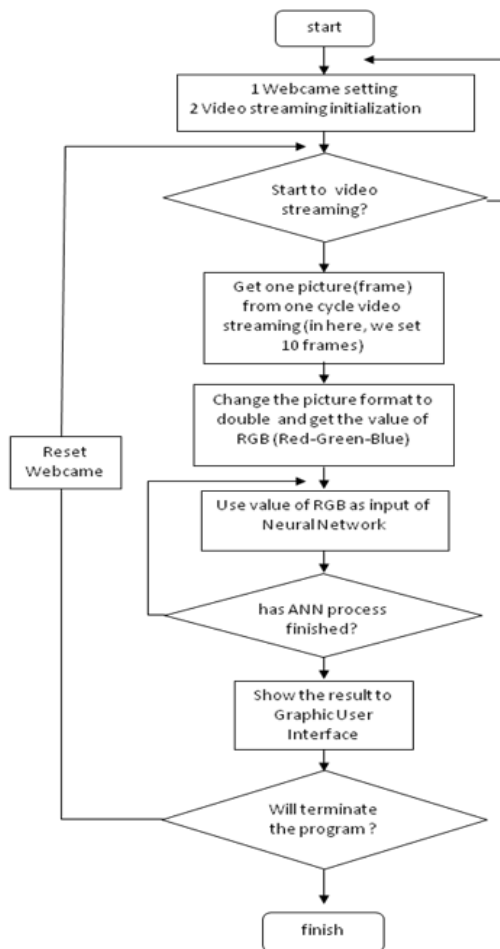 start
1 Webcame setting
2 Video streaming initialization
Start to video
streaming?
Get one picture(frame)
from one cycle video
streaming (in here, we set
10 frames)
Change the picture format to
double and get the value of
RGB (Red-Green-Blue)
Reset
Webcame
Use value of RGB as input of
Neural Network
has ANN process
finished?
Show the result to
Graphic User
Interface
Will terminate
the program ?
finish